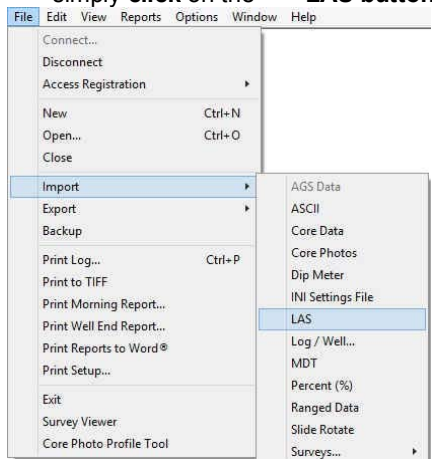 simply click on the LAS button
File Edit View Reports Options Window Help
Connect...
Disconnect
Access Registration
New Ctrl+N
Open... Ctrl+O
Close
Import
Export
Backup
Print Log... Ctrl+P
Print to TIFF
Print Morning Report...
Print Well End Report...
Print Reports to Word®
Print Setup...
Exit
Survey Viewer
Core Photo Profile Tool
AGS Data
ASCII
Core Data
Core Photos
Dip Meter
INI Settings File
LAS
Log / Well...
MDT
Percent (%)
Ranged Data
Slide Rotate
Surveys...